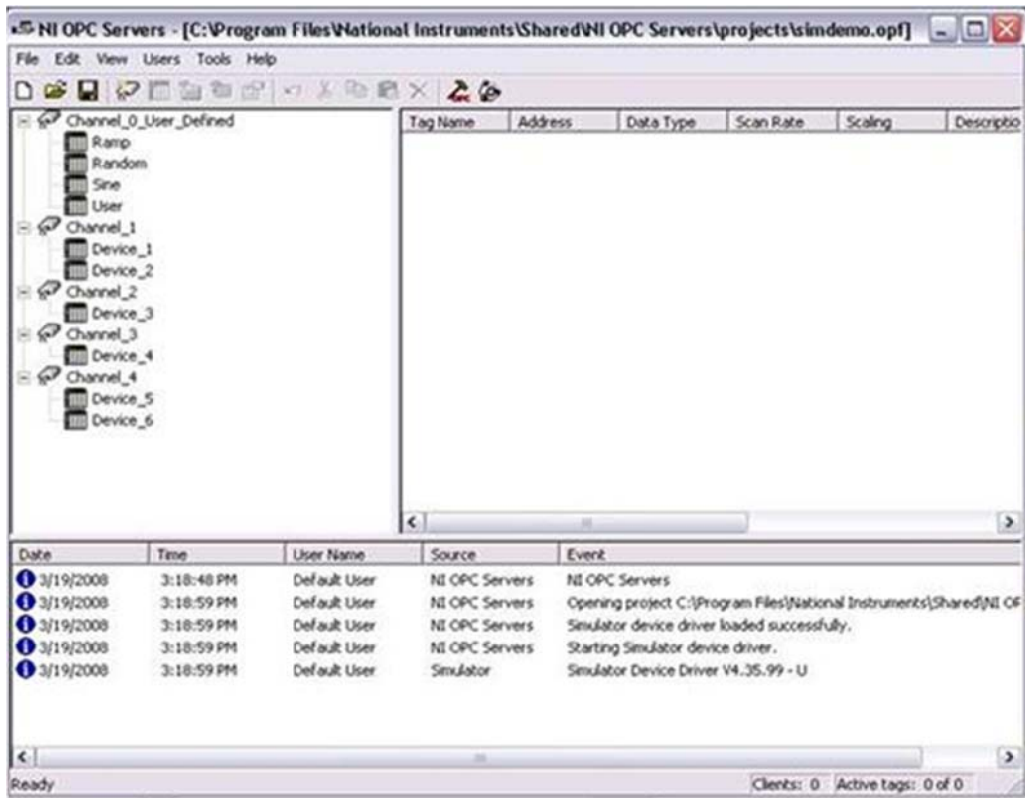 NI OPC Servers - [C:\Program Files\National Instruments\Shared\NI OPC Servers\projects\simdemo.opf]
File Edit View Users Tools Help
Channel_0_User_Defined
Ramp
Random
Sine
User
Channel_1
Device_1
Device_2
Channel_2
Device_3
Channel_3
Device_4
Channel_4
Device_5
Device_6
Tag Name Address Data Type Scan Rate Scaling Descriptio
Date Time User Name Source Event
3/19/2008 3:18:48 PM Default User NI OPC Servers NI OPC Servers
3/19/2008 3:18:59 PM Default User NI OPC Servers Opening project C:\Program Files\National Instruments\Shared\NI OP
3/19/2008 3:18:59 PM Default User NI OPC Servers Simulator device driver loaded successfully.
3/19/2008 3:18:59 PM Default User NI OPC Servers Starting Simulator device driver.
3/19/2008 3:18:59 PM Default User Simulator Simulator Device Driver V4.35.99 - U
Ready Clients: 0 Active tags: 0 of 0